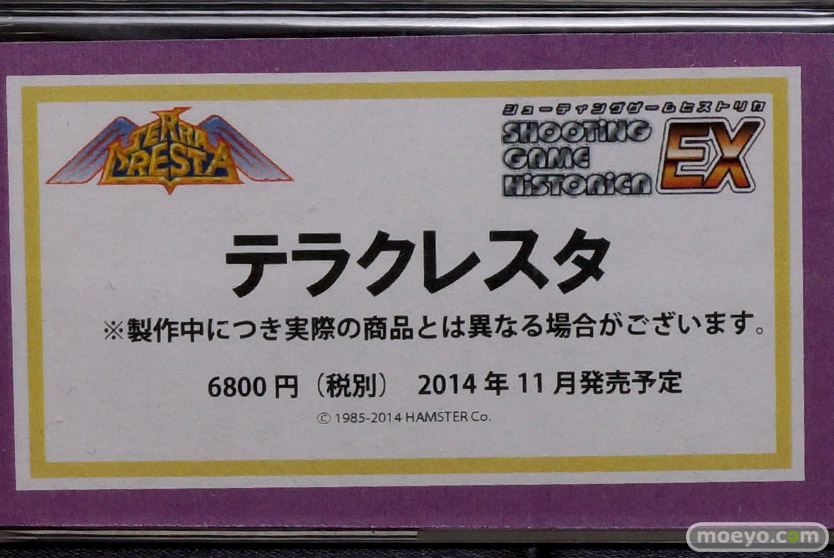 TERRA CRESTA
シューティングゲームヒストリカ
SHOOTING GAME HISTORICA EX
テラクレスタ
※製作中につき実際の商品とは異なる場合がございます。
6800円（税別） 2014年11月発売予定
© 1985-2014 HAMSTER Co.
moeyo.com